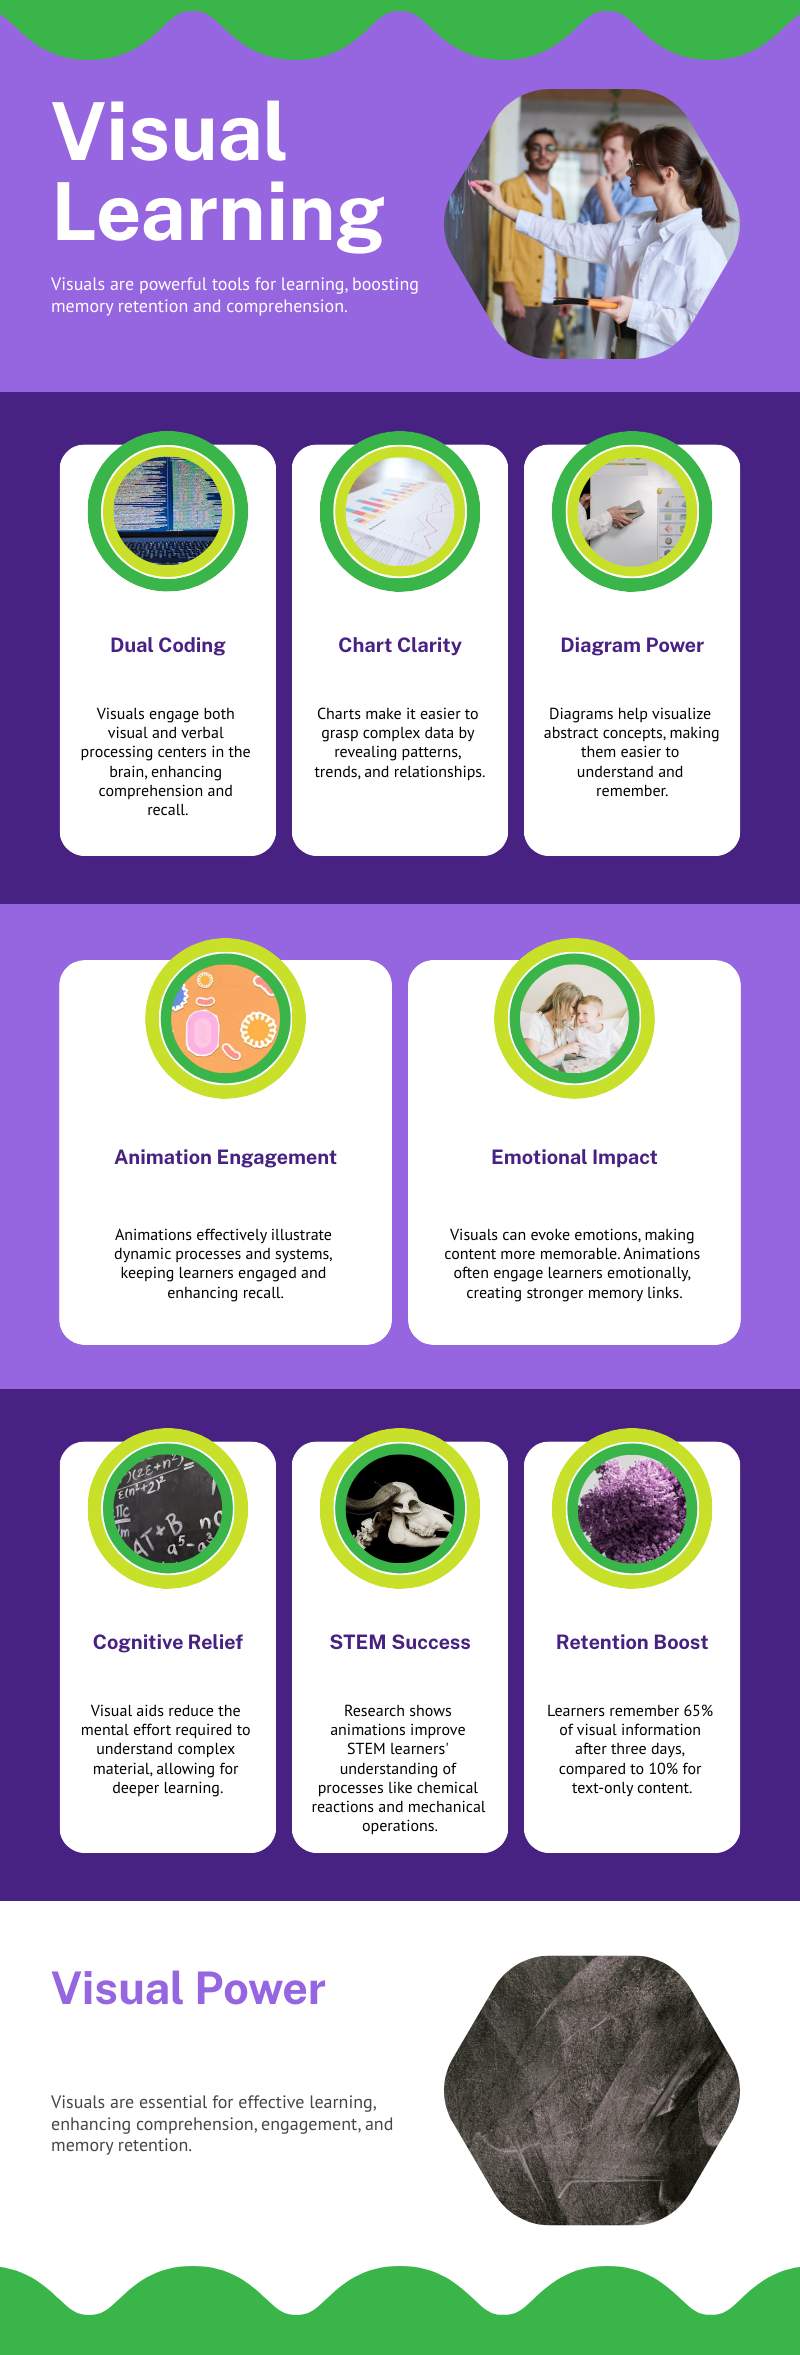 Visual
Learning
Visuals are powerful tools for learning, boosting
memory retention and comprehension.
Dual Coding
Visuals engage both
visual and verbal
processing centers in the
brain, enhancing
comprehension and
recall.
Chart Clarity
Charts make it easier to
grasp complex data by
revealing patterns,
trends, and relationships.
Diagram Power
Diagrams help visualize
abstract concepts, making
them easier to
understand and
remember.
Animation Engagement
Animations effectively illustrate
dynamic processes and systems,
keeping learners engaged and
enhancing recall.
Emotional Impact
Visuals can evoke emotions, making
content more memorable. Animations
often engage learners emotionally,
creating stronger memory links.
Cognitive Relief
Visual aids reduce the
mental effort required to
understand complex
material, allowing for
deeper learning.
STEM Success
Research shows
animations improve
STEM learners'
understanding of
processes like chemical
reactions and mechanical
operations.
Retention Boost
Learners remember 65%
of visual information
after three days,
compared to 10% for
text-only content.
Visual Power
Visuals are essential for effective learning,
enhancing comprehension, engagement, and
memory retention.